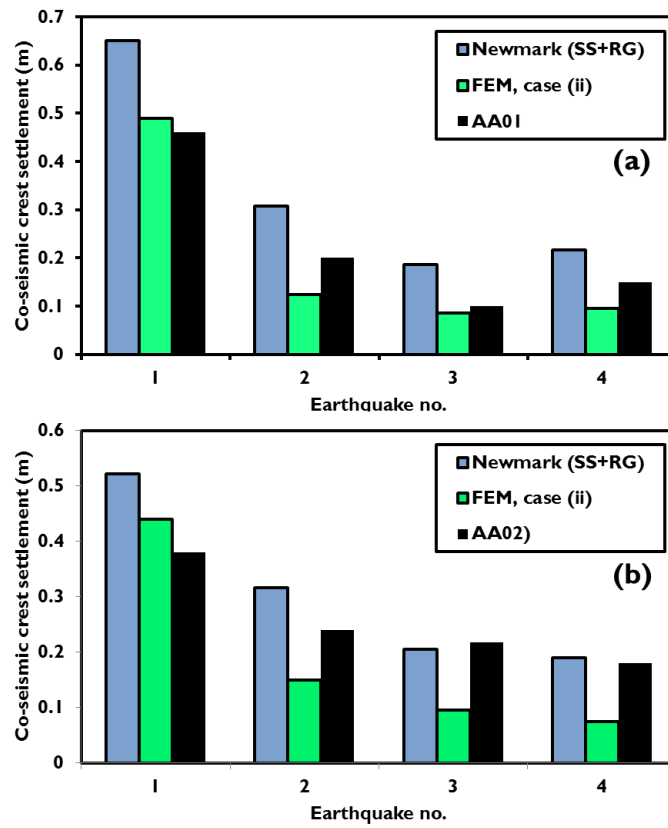 0.7
0.6
0.5
0.4
0.3
0.2
0.1
0
Co-seismic crest settlement (m)
Newmark (SS+RG)
FEM, case (ii)
AA01
(a)
1 2 3 4
Earthquake no.
0.6
0.5
0.4
0.3
0.2
0.1
0
Co-seismic crest settlement (m)
Newmark (SS+RG)
FEM, case (ii)
AA02)
(b)
1 2 3 4
Earthquake no.